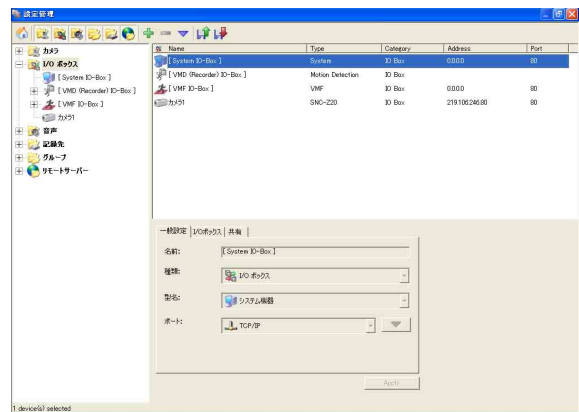 設定管理
カメラ
I/O ボックス
[ System IO-Box ]
[ VMD (Recorder) IO-Box ]
[ VMF IO-Box ]
カメラ1
音声
記録先
グループ
リモートサーバー
Name Type Category Address Port
[ System IO-Box ] System IO Box 0.0.0.0 80
[ VMD (Recorder) IO-Box ] Motion Detection IO Box
[ VMF IO-Box ] VMF IO Box 0.0.0.0 80
カメラ1 SNC-Z20 IO Box 219.106.246.80 80
一般設定 I/Oボックス 共有
名前: [ System IO-Box ]
種類: I/O ボックス
型名: システム機器
ポート: TCP/IP
Apply
1 device(s) selected